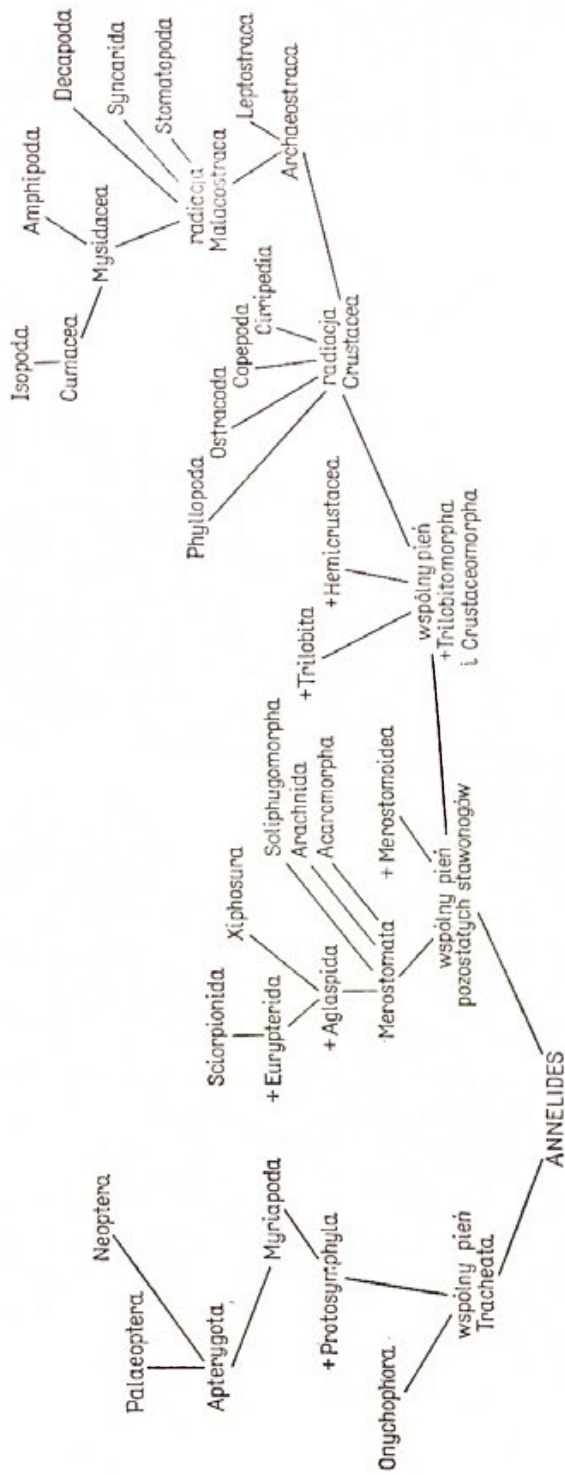 Isopoda
Cumacea
Amphipoda
Mysidacea
Decapoda
Syncarida
Stomatopoda
radiacja
Malacostraca
Leptostraca
Archaeostraca
Phyllopoda
Ostracoda
Copepoda
Cirripedia
radiacja
Crustacea
+Trilobita
+Hemicrustacea
wspólny pień
+Trilobitomorpha
i Crustaceomorpha
Sciorpionida
+Eurypterida
Xiphosura
+Aglaspida
Soliphugomorpha
Arachnida
Acaromorpha
Merostomata
+Merostomoidea
wspólny pień
pozostałych stawonogów
Palaeoptera
Neoptera
Apterygota
Myriapoda
+Protosymphyla
Onychophora
wspólny pień
Tracheata
ANNELIDES